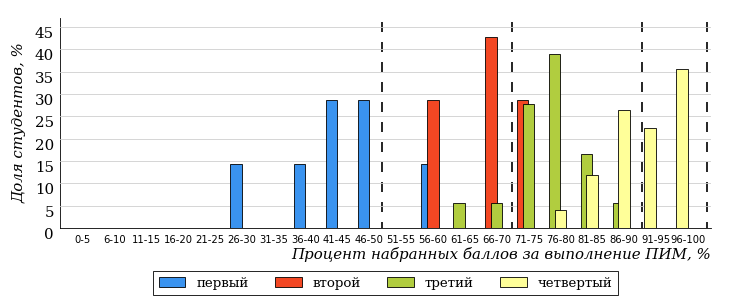 45
40
35
30
25
20
15
10
5
0
Доля студентов, %
0-5 6-10 11-15 16-20 21-25 26-30 31-35 36-40 41-45 46-50 51-55 56-60 61-65 66-70 71-75 76-80 81-85 86-90 91-95 96-100
Процент набранных баллов за выполнение ПИМ, %
первый второй третий четвертый